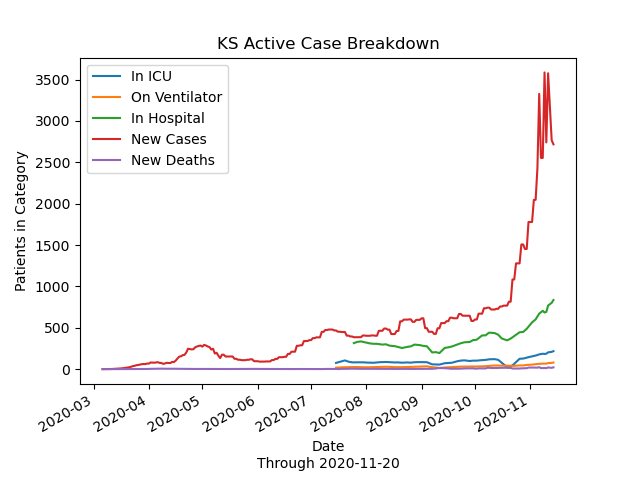 KS Active Case Breakdown
In ICU
On Ventilator
In Hospital
New Cases
New Deaths
Patients in Category
3500
3000
2500
2000
1500
1000
500
0
2020-03
2020-04
2020-05
2020-06
2020-07
2020-08
2020-09
2020-10
2020-11
Date
Through 2020-11-20